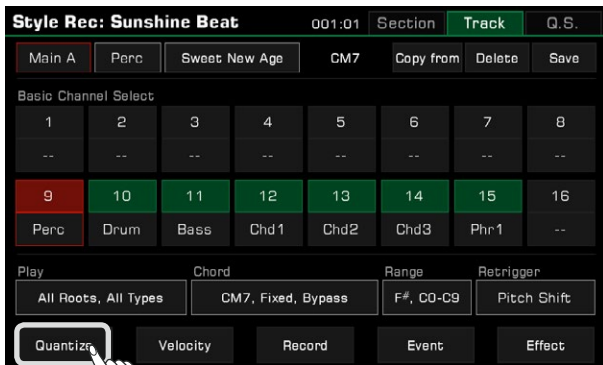 Style Rec: Sunshine Beat 001:01 Section Track Q.S.
Main A Perc Sweet New Age CM7 Copy from Delete Save
Basic Channel Select
1 2 3 4 5 6 7 8
-- -- -- -- -- -- -- --
9 10 11 12 13 14 15 16
Perc Drum Bass Chd1 Chd2 Chd3 Phr1 --
Play Chord Range Retrigger
All Roots, All Types CM7, Fixed, Bypass F#, C0-C9 Pitch Shift
Quantize Velocity Record Event Effect